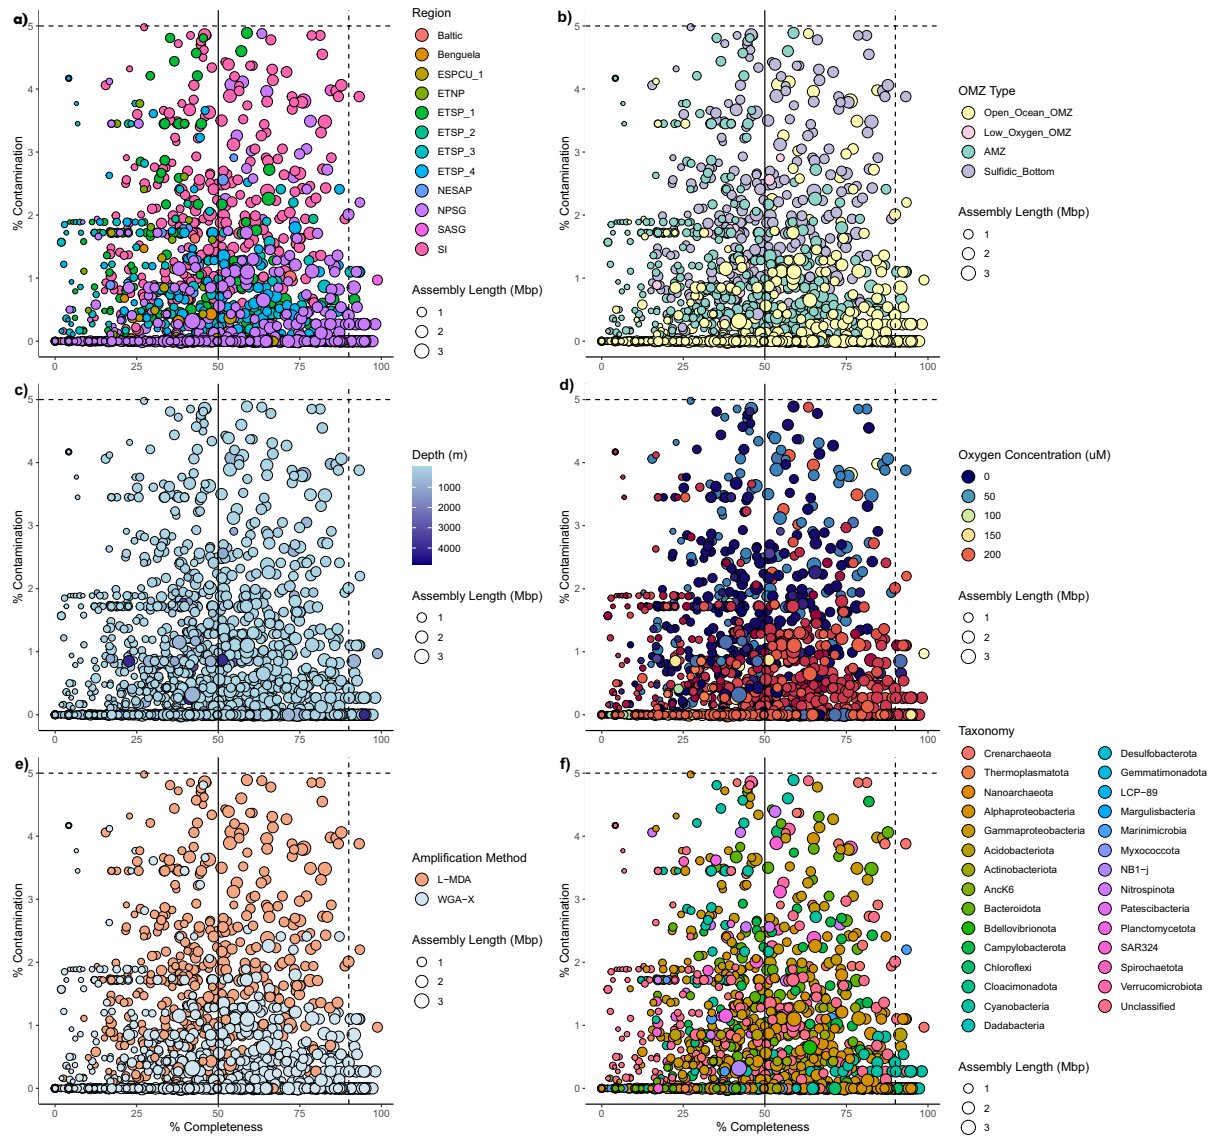 a)
% Contamination
5
4
3
2
1
0
0
25
50
75
100
Region
Baltic
Benguela
ESPCU_1
ETNP
ETSP_1
ETSP_2
ETSP_3
ETSP_4
NESAP
NPSG
SASG
SI
Assembly Length (Mbp)
1
2
3
b)
% Contamination
5
4
3
2
1
0
0
25
50
75
100
OMZ Type
Open_Ocean_OMZ
Low_Oxygen_OMZ
AMZ
Sulfidic_Bottom
Assembly Length (Mbp)
1
2
3
c)
% Contamination
5
4
3
2
1
0
0
25
50
75
100
Depth (m)
1000
2000
3000
4000
Assembly Length (Mbp)
1
2
3
d)
% Contamination
5
4
3
2
1
0
0
25
50
75
100
Oxygen Concentration (uM)
0
50
100
150
200
Assembly Length (Mbp)
1
2
3
e)
% Contamination
5
4
3
2
1
0
0
25
50
75
100
% Completeness
Amplification Method
L−MDA
WGA−X
Assembly Length (Mbp)
1
2
3
f)
% Contamination
5
4
3
2
1
0
0
25
50
75
100
% Completeness
Taxonomy
Crenarchaeota
Thermoplasmatota
Nanoarchaeota
Alphaproteobacteria
Gammaproteobacteria
Acidobacteriota
Actinobacteriota
AncK6
Bacteroidota
Bdellovibrionota
Campylobacterota
Chloroflexi
Cloacimonadota
Cyanobacteria
Dadabacteria
Desulfobacterota
Gemmatimonadota
LCP−89
Margulisbacteria
Marinimicrobia
Myxococcota
NB1−j
Nitrospinota
Patescibacteria
Planctomycetota
SAR324
Spirochaetota
Verrucomicrobiota
Unclassified
Assembly Length (Mbp)
1
2
3